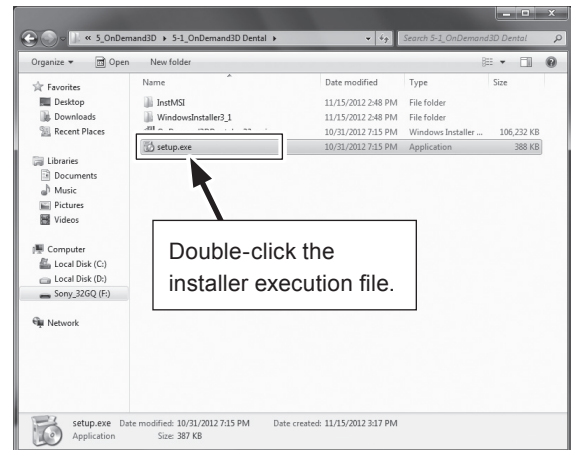 « 5_OnDemand3D ▸ 5-1_OnDemand3D Dental ▸
Search 5-1_OnDemand3D Dental
Organize ▾ Open New folder
Favorites
Desktop
Downloads
Recent Places
Libraries
Documents
Music
Pictures
Videos
Computer
Local Disk (C:)
Local Disk (D:)
Sony_32GQ (F:)
Network
Name Date modified Type Size
InstMSI 11/15/2012 2:48 PM File folder
WindowsInstaller3_1 11/15/2012 2:48 PM File folder
10/31/2012 7:15 PM Windows Installer ... 106,232 KB
setup.exe 10/31/2012 7:15 PM Application 388 KB
Double-click the
installer execution file.
setup.exe Date modified: 10/31/2012 7:15 PM Date created: 11/15/2012 3:17 PM
Application Size: 387 KB